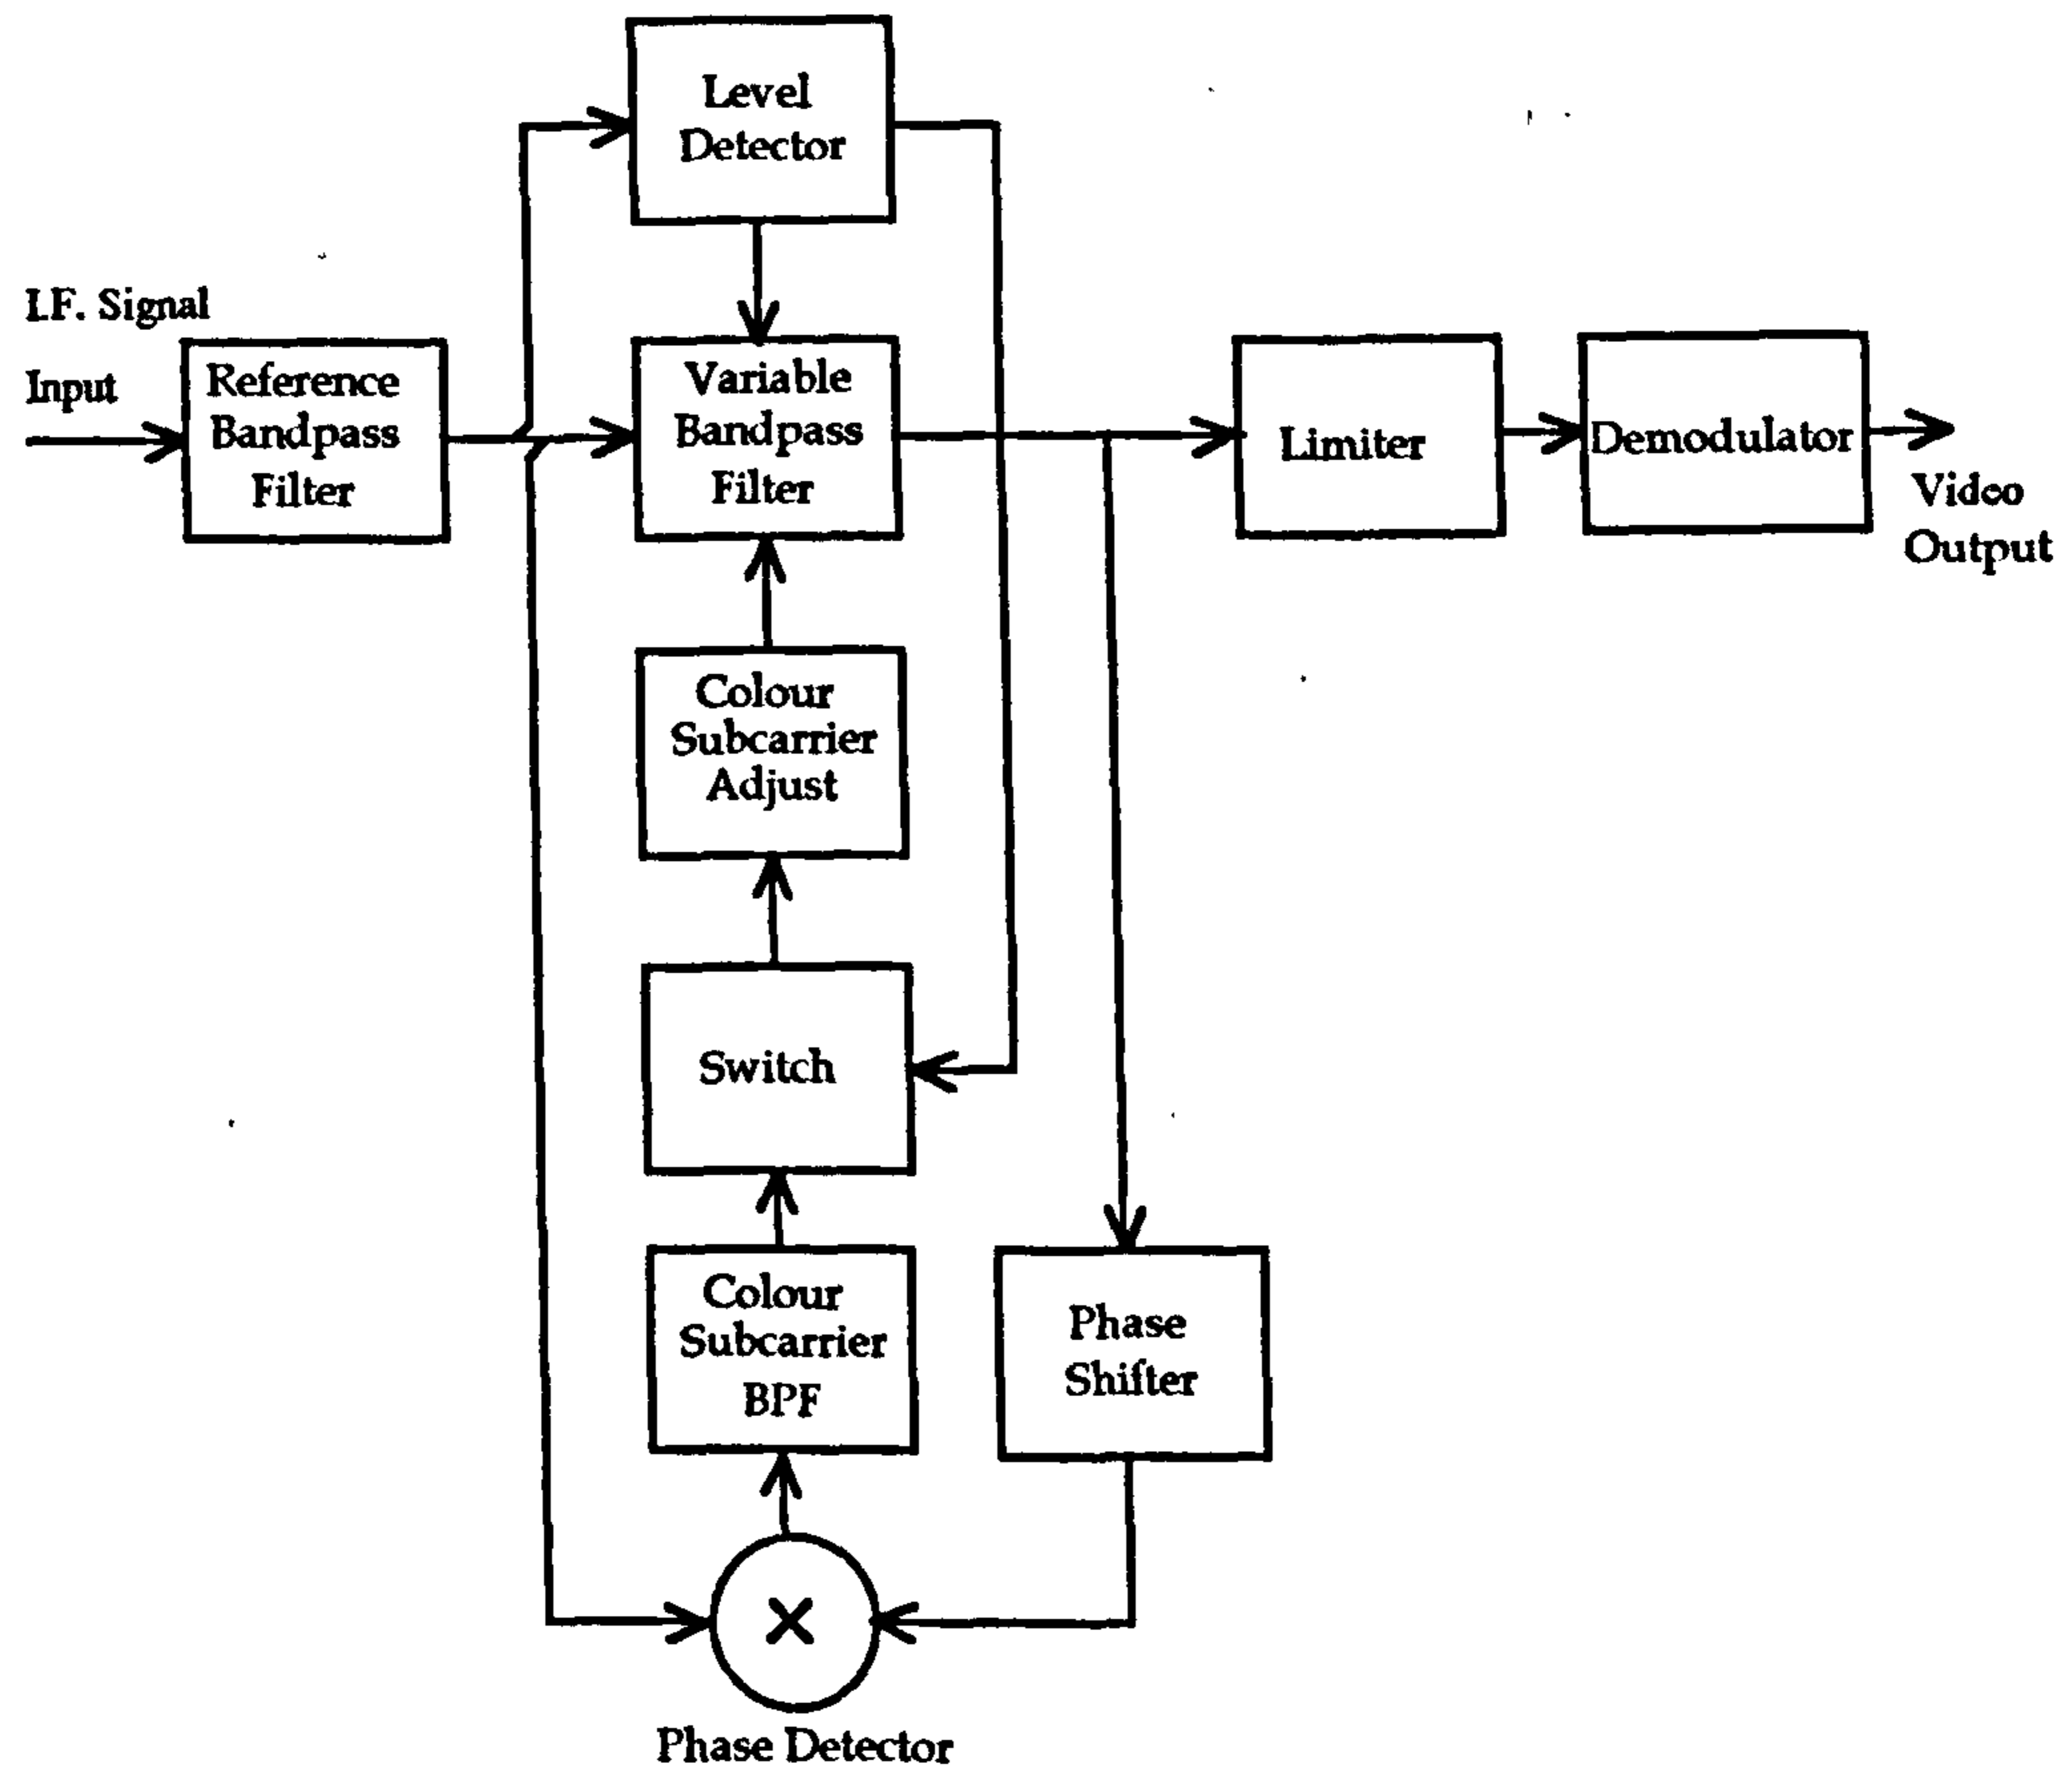 Level
Detector
I.F. Signal
Input
Reference
Bandpass
Filter
Variable
Bandpass
Filter
Limiter
Demodulator
Video
Output
Colour
Subcarrier
Adjust
Switch
Colour
Subcarrier
BPF
Phase
Shifter
X
Phase Detector